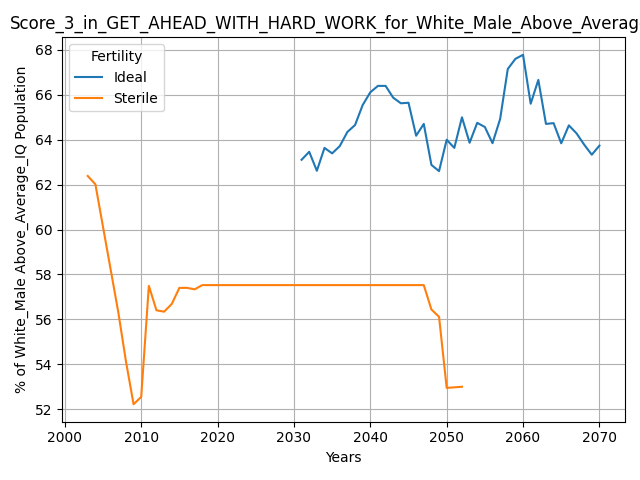 Score_3_in_GET_AHEAD_WITH_HARD_WORK_for_White_Male_Above_Averag
Fertility
Ideal
Sterile
% of White_Male Above_Average_IQ Population
68
66
64
62
60
58
56
54
52
2000 2010 2020 2030 2040 2050 2060 2070
Years